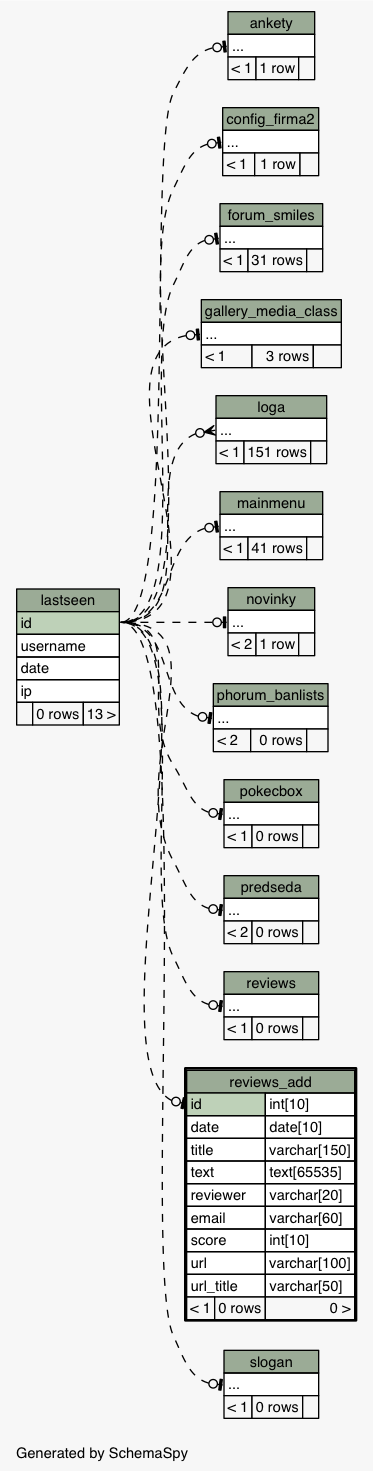 ankety
...
< 1 1 row
config_firma2
...
< 1 1 row
forum_smiles
...
< 1 31 rows
gallery_media_class
...
< 1 3 rows
loga
...
< 1 151 rows
mainmenu
...
< 1 41 rows
lastseen
id
username
date
ip
0 rows 13 >
novinky
...
< 2 1 row
phorum_banlists
...
< 2 0 rows
pokecbox
...
< 1 0 rows
predseda
...
< 2 0 rows
reviews
...
< 1 0 rows
reviews_add
id int[10]
date date[10]
title varchar[150]
text text[65535]
reviewer varchar[20]
email varchar[60]
score int[10]
url varchar[100]
url_title varchar[50]
< 1 0 rows 0 >
slogan
...
< 1 0 rows
Generated by SchemaSpy